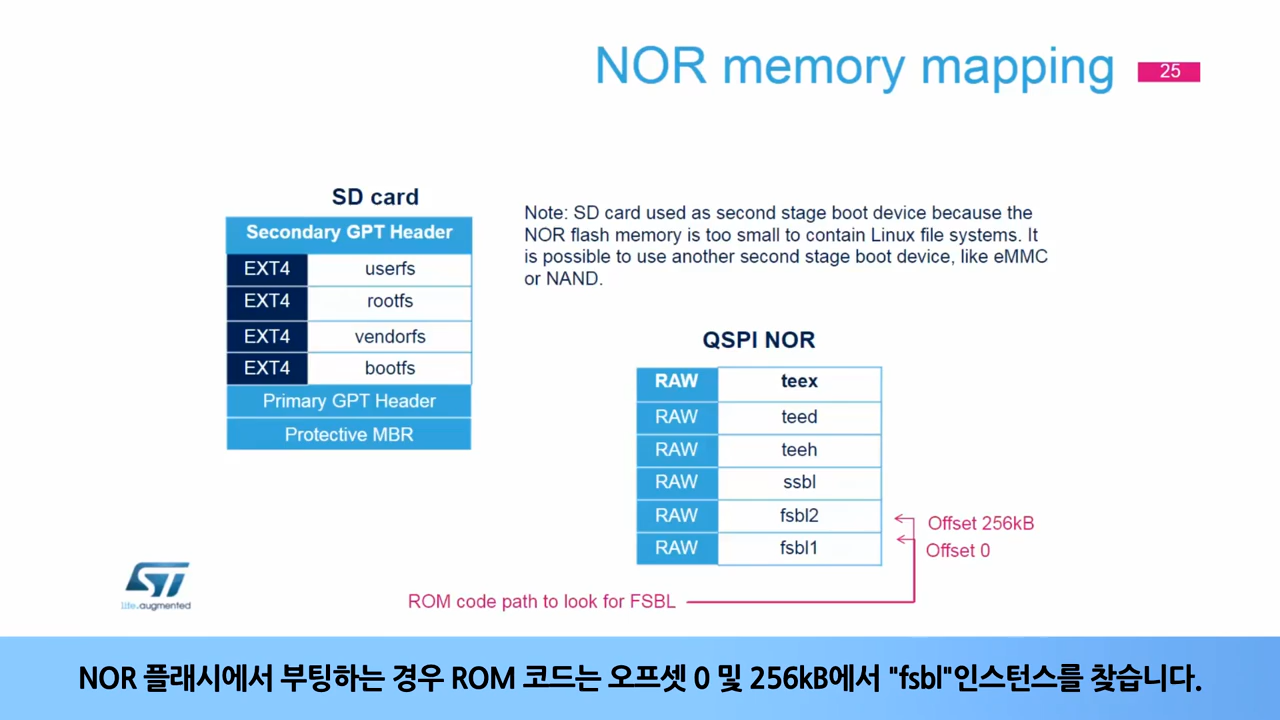 NOR memory mapping
25
SD card
Secondary GPT Header
EXT4 userfs
EXT4 rootfs
EXT4 vendorfs
EXT4 bootfs
Primary GPT Header
Protective MBR
Note: SD card used as second stage boot device because the
NOR flash memory is too small to contain Linux file systems. It
is possible to use another second stage boot device, like eMMC
or NAND.
QSPI NOR
RAW teex
RAW teed
RAW teeh
RAW ssbl
RAW fsbl2
RAW fsbl1
Offset 256kB
Offset 0
ROM code path to look for FSBL
ST
life.augmented
NOR 플래시에서 부팅하는 경우 ROM 코드는 오프셋 0 및 256kB에서 "fsbl"인스턴스를 찾습니다.